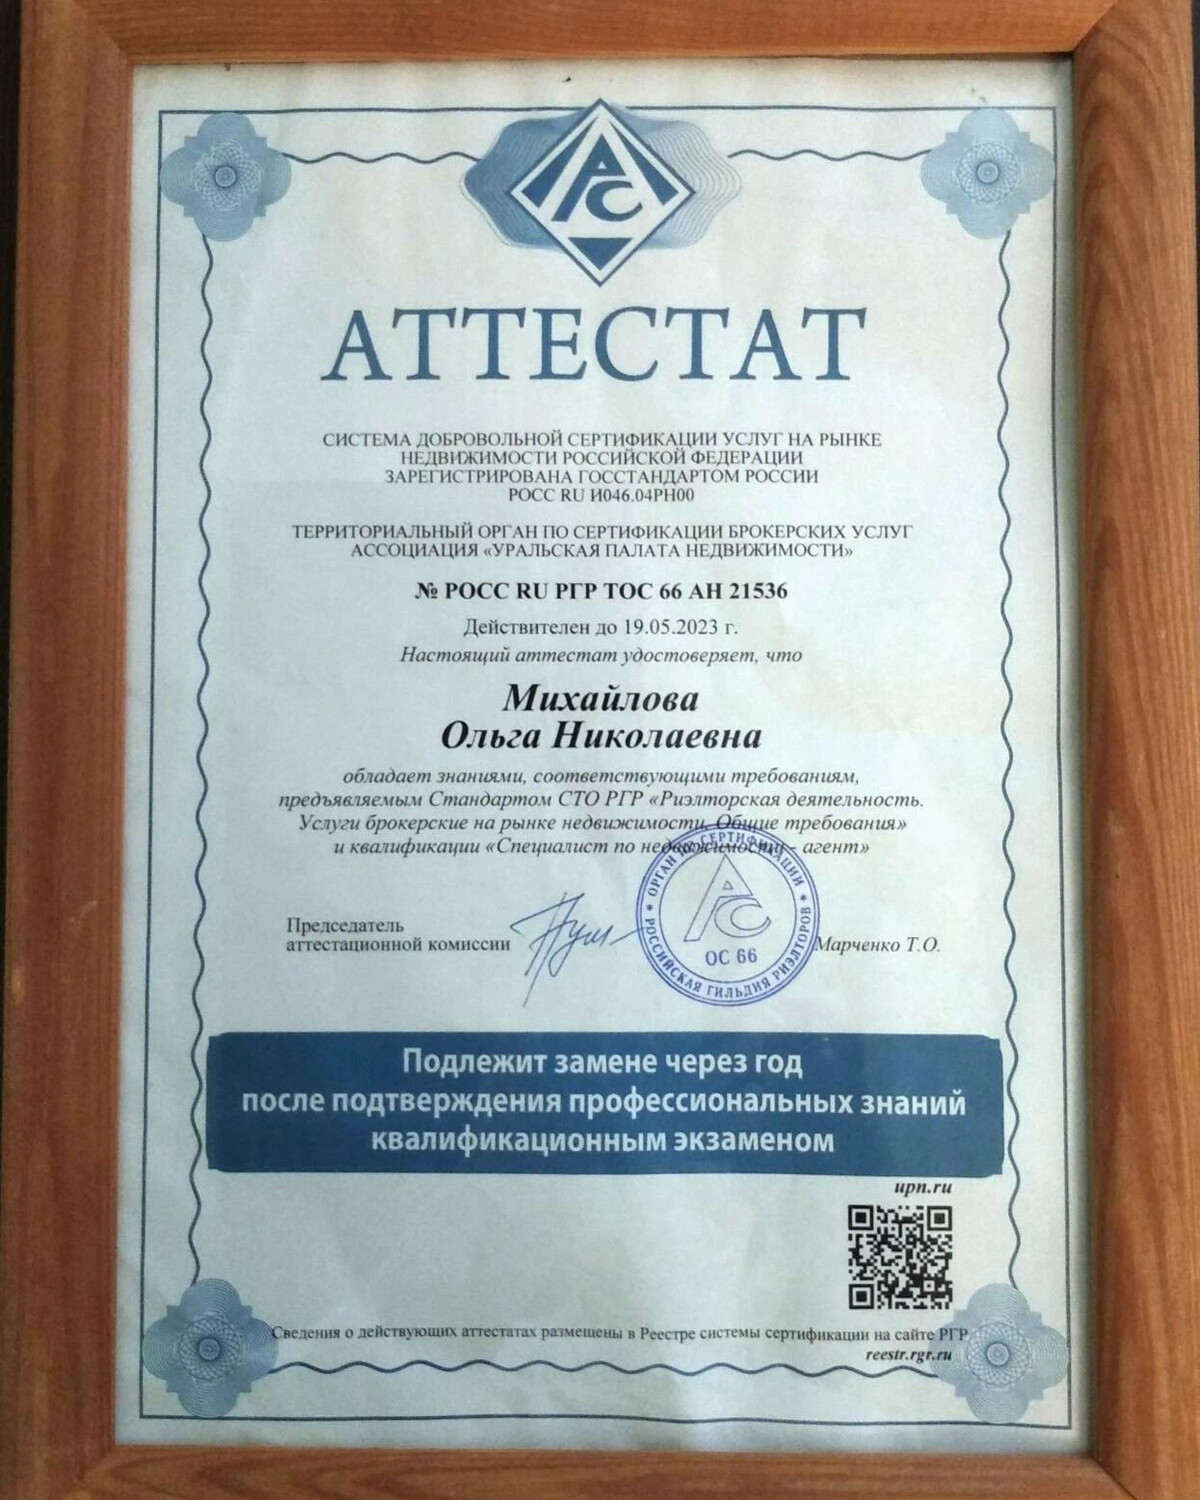 АС
АТТЕСТАТ
СИСТЕМА ДОБРОВОЛЬНОЙ СЕРТИФИКАЦИИ УСЛУГ НА РЫНКЕ
НЕДВИЖИМОСТИ РОССИЙСКОЙ ФЕДЕРАЦИИ
ЗАРЕГИСТРИРОВАНА ГОССТАНДАРТОМ РОССИИ
РОСС RU И046.04РН00
ТЕРРИТОРИАЛЬНЫЙ ОРГАН ПО СЕРТИФИКАЦИИ БРОКЕРСКИХ УСЛУГ
АССОЦИАЦИЯ «УРАЛЬСКАЯ ПАЛАТА НЕДВИЖИМОСТИ»
№ РОСС RU РГР ТОС 66 АН 21536
Действителен до 19.05.2023 г.
Настоящий аттестат удостоверяет, что
Михайлова
Ольга Николаевна
обладает знаниями, соответствующими требованиям,
предъявляемым Стандартом СТО РГР «Риэлторская деятельность.
Услуги брокерские на рынке недвижимости. Общие требования»
и квалификации «Специалист по недвижимости - агент»
Председатель
аттестационной комиссии
ОРГАН ПО СЕРТИФИКАЦИИ
РОССИЙСКАЯ ГИЛЬДИЯ РИЭЛТОРОВ
АС
ОС 66
Марченко Т.О.
Подлежит замене через год
после подтверждения профессиональных знаний
квалификационным экзаменом
upn.ru
Сведения о действующих аттестатах размещены в Реестре системы сертификации на сайте РГР
reestr.rgr.ru